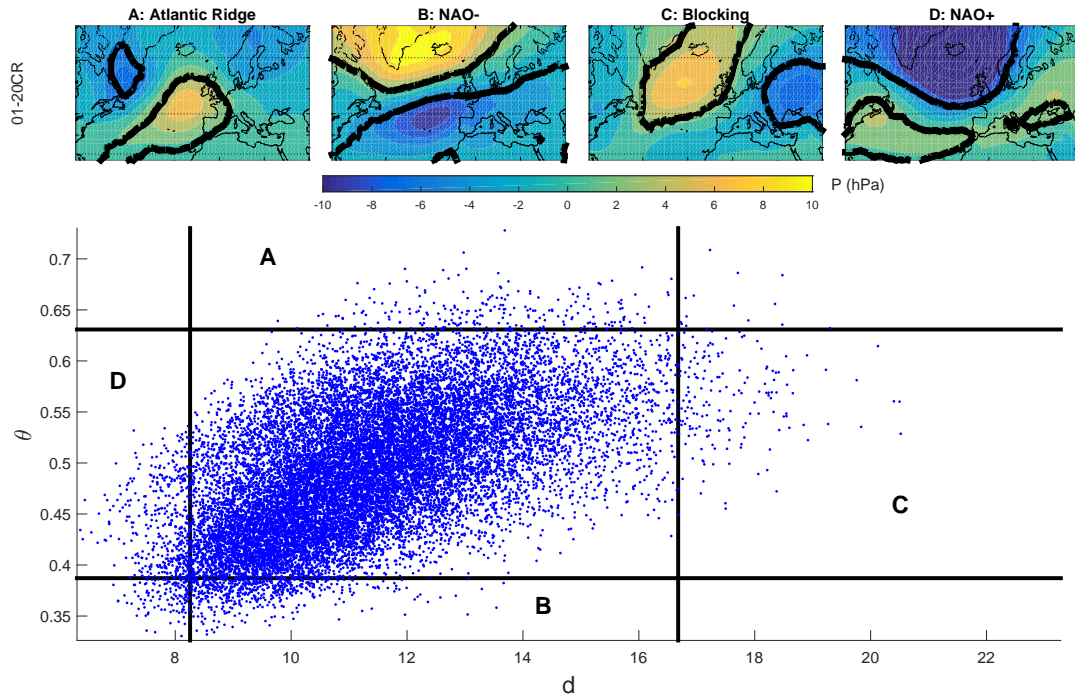 A: Atlantic Ridge
B: NAO-
C: Blocking
D: NAO+
01-20CR
-10 -8 -6 -4 -2 0 2 4 6 8 10
P (hPa)
0.7
0.65
0.6
0.55
0.5
0.45
0.4
0.35
θ
A
D
C
B
8 10 12 14 16 18 20 22
d